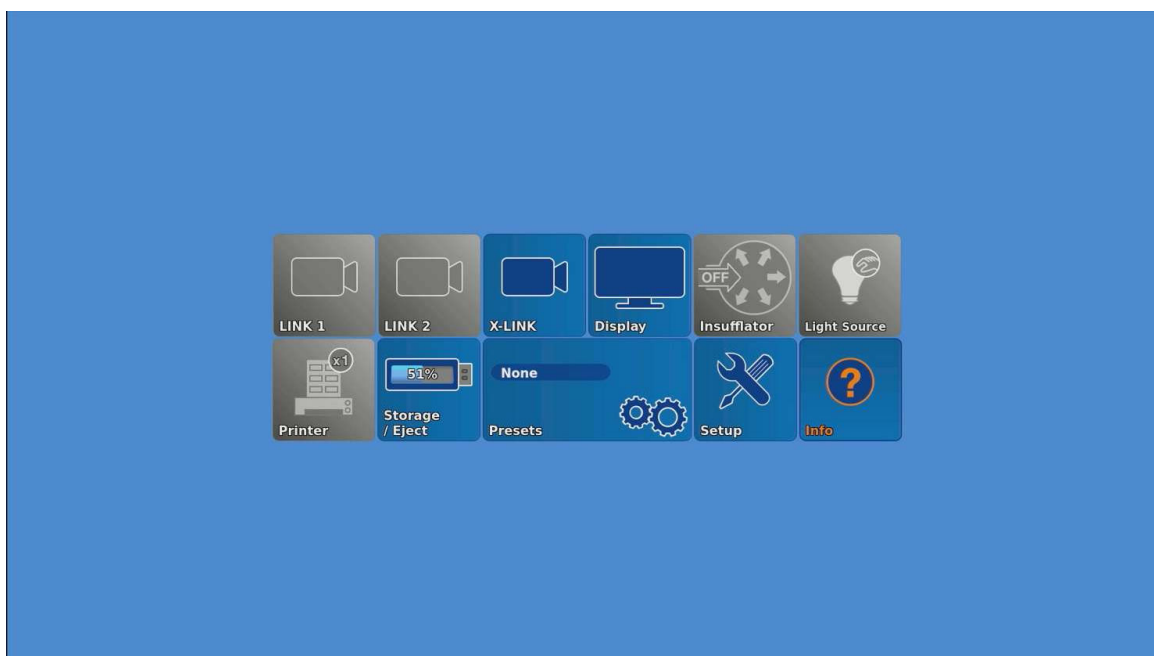 OFF
LINK 1
LINK 2
X-LINK
Display
Insufflator
Light Source
x1
51%
None
?
Printer
Storage
/ Eject
Presets
Setup
Info